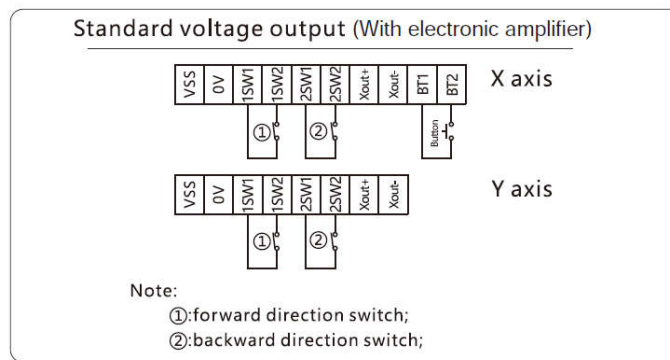 Standard voltage output (With electronic amplifier)
VSS 0V 1SW1 1SW2 2SW1 2SW2 Xout+ Xout- BT1 BT2 X axis
① ② Button
VSS 0V 1SW1 1SW2 2SW1 2SW2 Xout+ Xout- Y axis
① ②
Note:
①:forward direction switch;
②:backward direction switch;